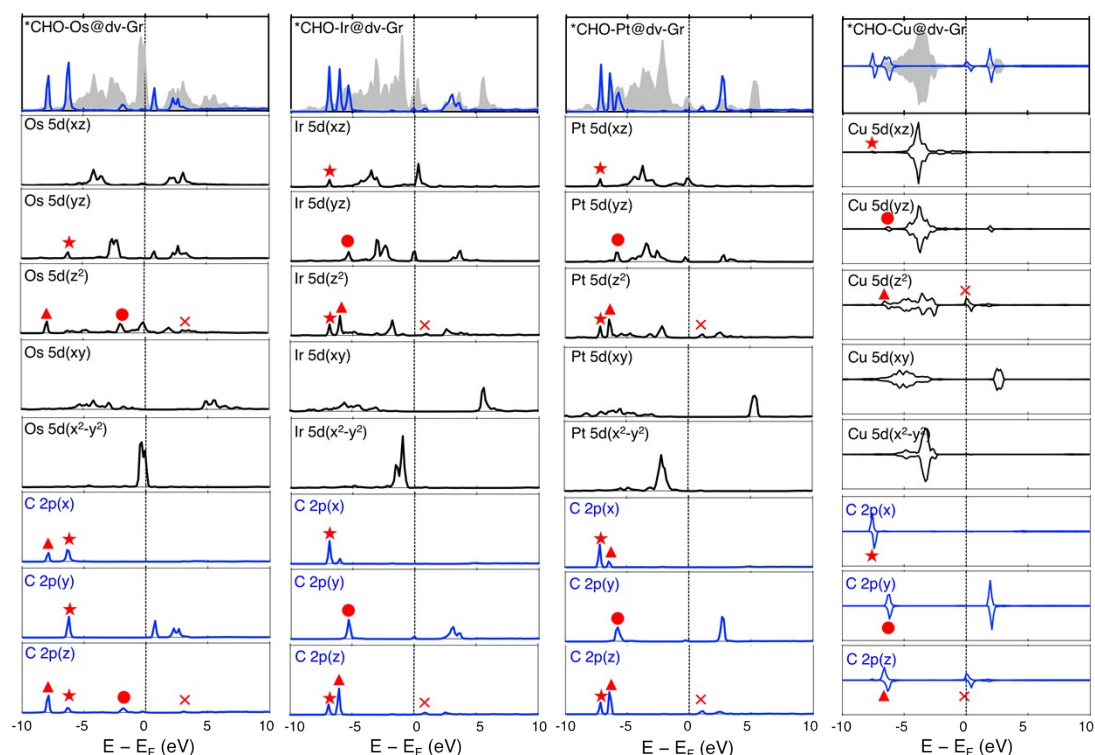 *CHO-Os@dv-Gr
Os 5d(xz)
Os 5d(yz)
Os 5d(z²)
Os 5d(xy)
Os 5d(x²-y²)
C 2p(x)
C 2p(y)
C 2p(z)
-10 -5 0 5 10
E − E_F (eV)
*CHO-Ir@dv-Gr
Ir 5d(xz)
Ir 5d(yz)
Ir 5d(z²)
Ir 5d(xy)
Ir 5d(x²-y²)
C 2p(x)
C 2p(y)
C 2p(z)
-10 -5 0 5 10
E − E_F (eV)
*CHO-Pt@dv-Gr
Pt 5d(xz)
Pt 5d(yz)
Pt 5d(z²)
Pt 5d(xy)
Pt 5d(x²-y²)
C 2p(x)
C 2p(y)
C 2p(z)
-10 -5 0 5 10
E − E_F (eV)
*CHO-Cu@dv-Gr
Cu 5d(xz)
Cu 5d(yz)
Cu 5d(z²)
Cu 5d(xy)
Cu 5d(x²-y²)
C 2p(x)
C 2p(y)
C 2p(z)
-10 -5 0 5 10
E − E_F (eV)